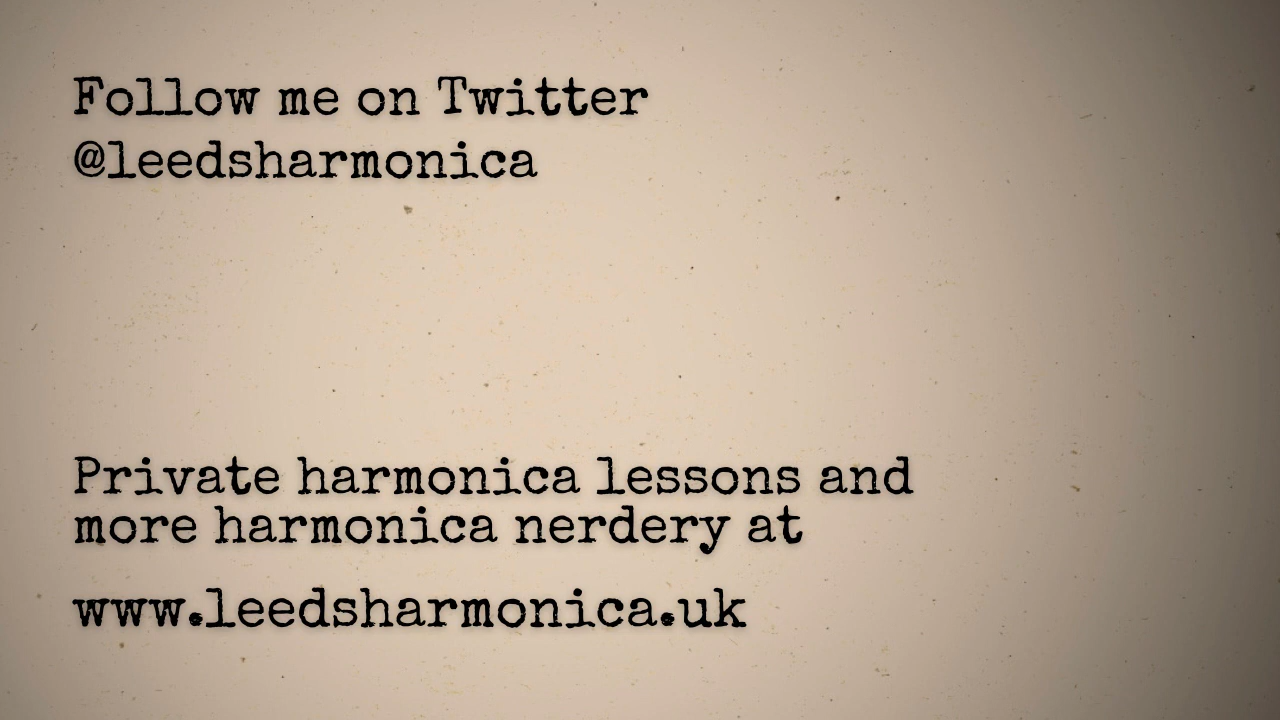 Follow me on Twitter
@leedsharmonica
Private harmonica lessons and
more harmonica nerdery at
www.leedsharmonica.uk